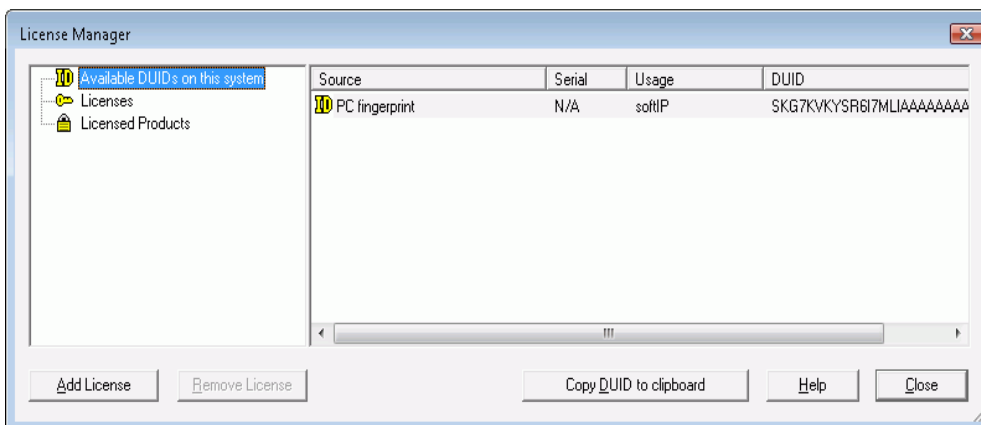 License Manager
Available DUIDs on this system
Licenses
Licensed Products
Source Serial Usage DUID
PC fingerprint N/A softIP SKG7KVKYSR6I7MLIAAAAAAAA
Add License Remove License Copy DUID to clipboard Help Close